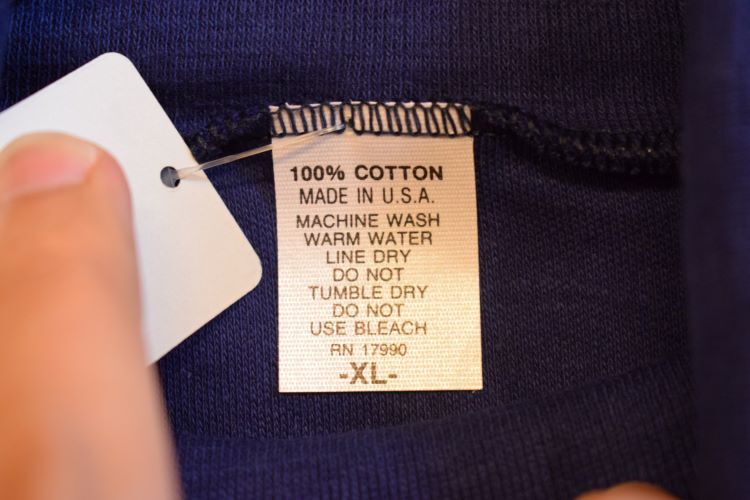 100% COTTON
MADE IN U.S.A.
MACHINE WASH
WARM WATER
LINE DRY
DO NOT
TUMBLE DRY
DO NOT
USE BLEACH
RN 17990
-XL-